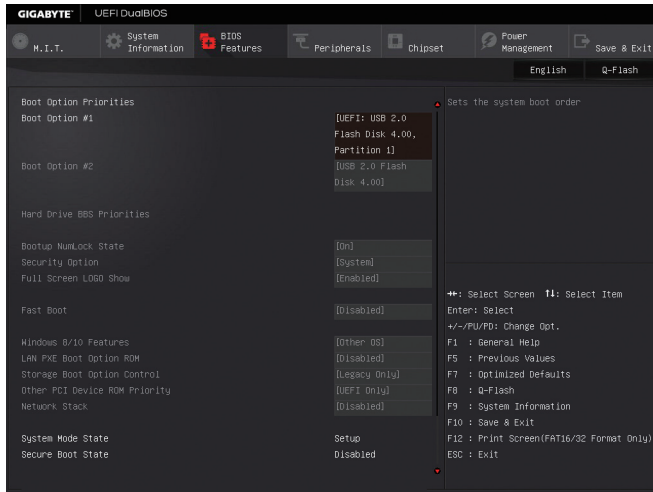 GIGABYTE™ UEFI DualBIOS
M.I.T. System Information BIOS Features Peripherals Chipset Power Management Save & Exit
English Q-Flash
Boot Option Priorities
Boot Option #1 [UEFI: USB 2.0 Flash Disk 4.00, Partition 1]
Boot Option #2 [USB 2.0 Flash Disk 4.00]
Hard Drive BBS Priorities
Bootup NumLock State [On]
Security Option [System]
Full Screen LOGO Show [Enabled]
Fast Boot [Disabled]
Windows 8/10 Features [Other OS]
LAN PXE Boot Option ROM [Disabled]
Storage Boot Option Control [Legacy Only]
Other PCI Device ROM Priority [UEFI Only]
Network Stack [Disabled]
System Mode State Setup
Secure Boot State Disabled
Sets the system boot order
→←: Select Screen ↑↓: Select Item
Enter: Select
+/-/PU/PD: Change Opt.
F1 : General Help
F5 : Previous Values
F7 : Optimized Defaults
F8 : Q-Flash
F9 : System Information
F10 : Save & Exit
F12 : Print Screen(FAT16/32 Format Only)
ESC : Exit